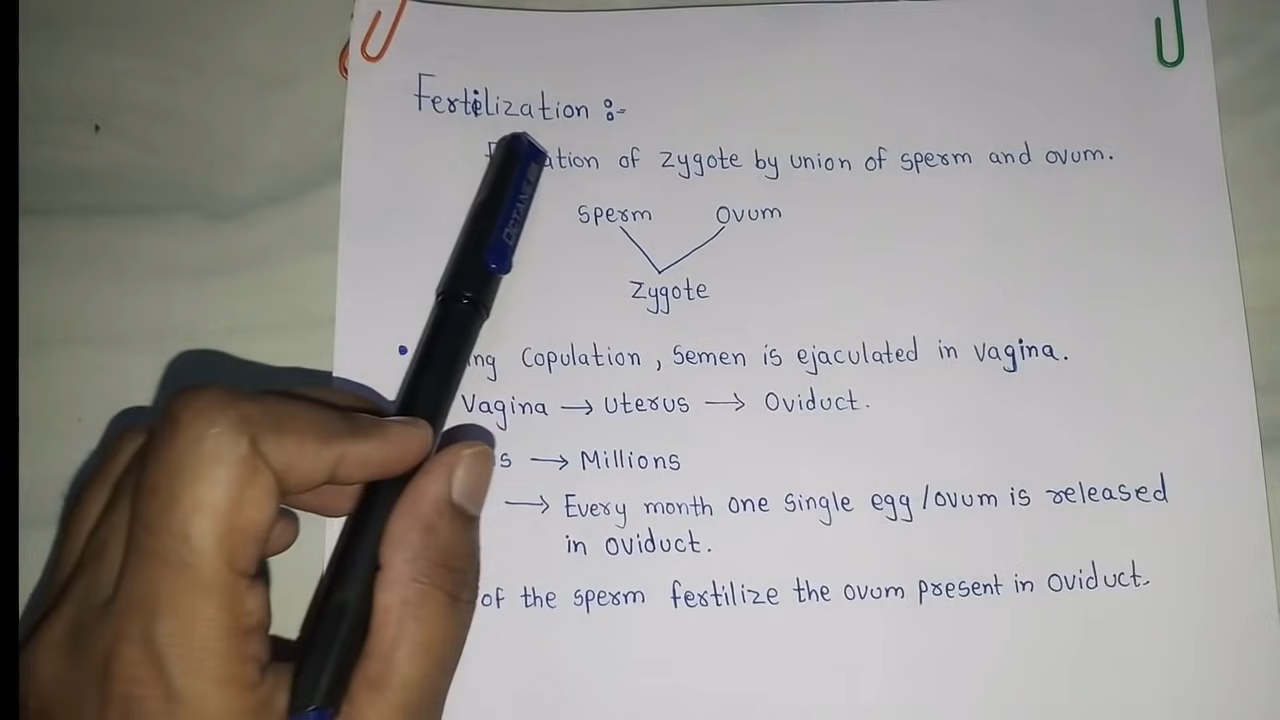 Fertilization :-
of zygote by union of sperm and ovum.
Sperm Ovum
Zygote
• Copulation, Semen is ejaculated in vagina.
Vagina → Uterus → Oviduct.
→ Millions
→ Every month one single egg/ovum is released
in oviduct.
of the sperm fertilize the ovum present in oviduct.
OCTANE